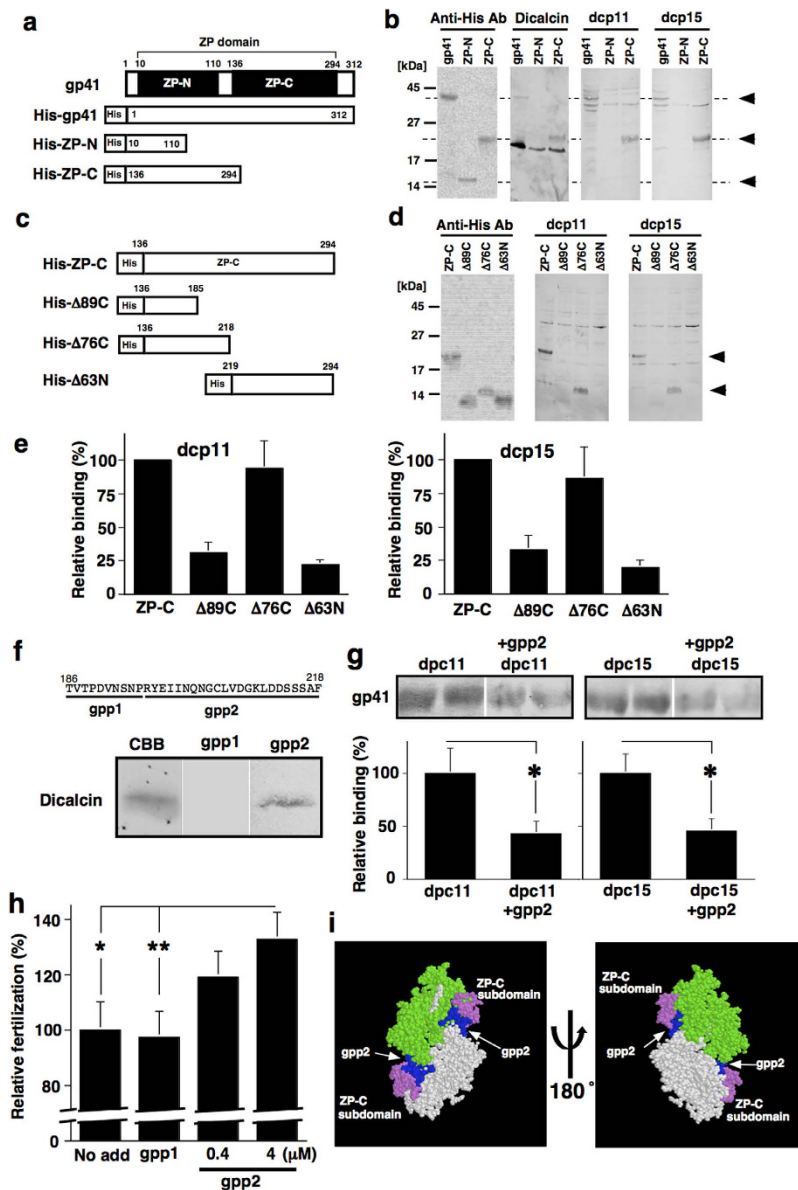 a
ZP domain
1 10 110 136 294 312
gp41 ZP-N ZP-C
His-gp41 His 1 312
His-ZP-N His 10 110
His-ZP-C His 136 294
b
Anti-His Ab Dicalcin dcp11 dcp15
gp41 ZP-N ZP-C gp41 ZP-N ZP-C gp41 ZP-N ZP-C gp41 ZP-N ZP-C
[kDa]
45
27
17
14
c
136 294
His-ZP-C His ZP-C
136 185
His-Δ89C His
136 218
His-Δ76C His
219 294
His-Δ63N His
d
Anti-His Ab dcp11 dcp15
ZP-C Δ89C Δ76C Δ63N ZP-C Δ89C Δ76C Δ63N ZP-C Δ89C Δ76C Δ63N
[kDa]
45
27
17
14
e
dcp11
Relative binding (%)
100
75
50
25
0
ZP-C Δ89C Δ76C Δ63N
dcp15
Relative binding (%)
100
75
50
25
0
ZP-C Δ89C Δ76C Δ63N
f
186 218
TVTPDVNSNPRYEIINQNGCLVDGKLDDSSSAF
gpp1 gpp2
CBB gpp1 gpp2
Dicalcin
g
+gpp2 +gpp2
dpc11 dpc11 dpc15 dpc15
gp41
Relative binding (%)
100
50
0
* *
dpc11 dpc11 dpc15 dpc15
+gpp2 +gpp2
h
Relative fertilization (%)
140
120
100
80
0
* **
No add gpp1 0.4 4 (μM)
gpp2
i
ZP-C
subdomain
gpp2
gpp2
ZP-C
subdomain
180°
ZP-C
subdomain
gpp2
gpp2
ZP-C
subdomain